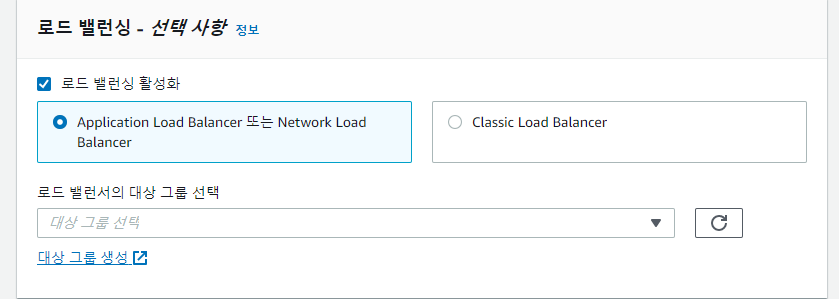 로드 밸런싱 - 선택 사항 정보
로드 밸런싱 활성화
Application Load Balancer 또는 Network Load
Balancer
Classic Load Balancer
로드 밸런서의 대상 그룹 선택
대상 그룹 선택
대상 그룹 생성